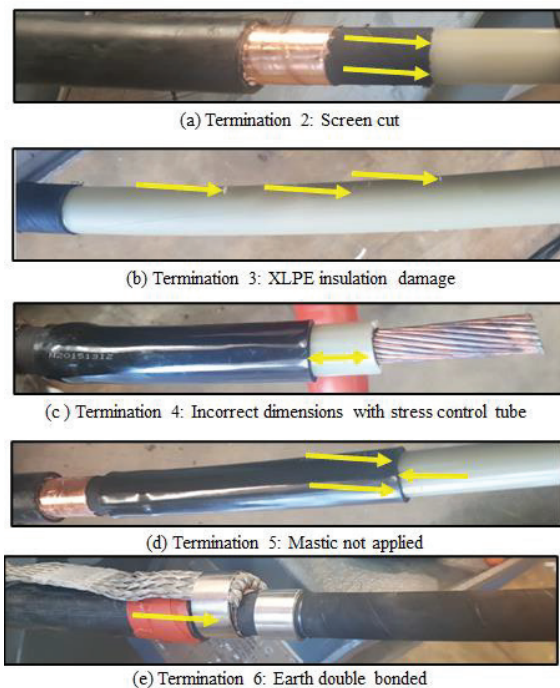 (a) Termination 2: Screen cut
(b) Termination 3: XLPE insulation damage
N20151312
(c ) Termination 4: Incorrect dimensions with stress control tube
(d) Termination 5: Mastic not applied
(e) Termination 6: Earth double bonded